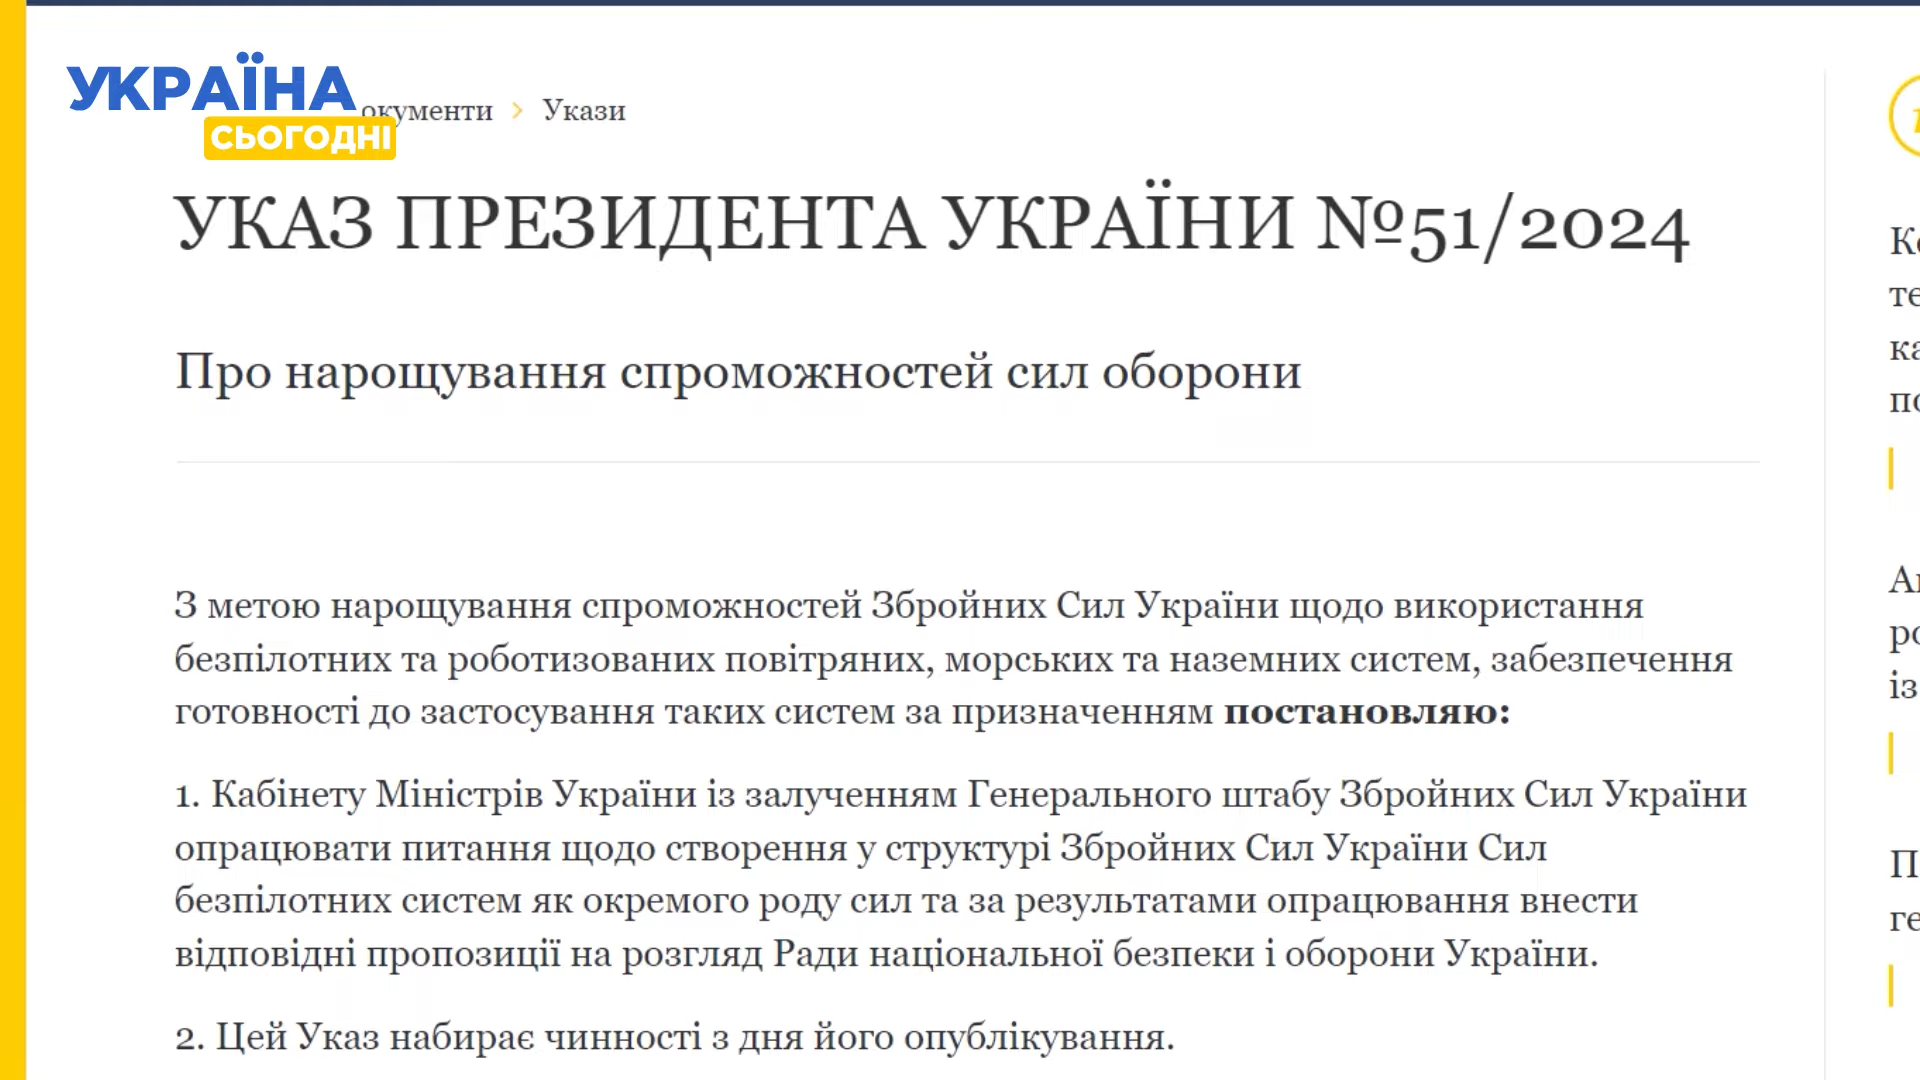 УКРАЇНА
СЬОГОДНІ
окументи > Укази
УКАЗ ПРЕЗИДЕНТА УКРАЇНИ №51/2024
Про нарощування спроможностей сил оборони
З метою нарощування спроможностей Збройних Сил України щодо використання
безпілотних та роботизованих повітряних, морських та наземних систем, забезпечення
готовності до застосування таких систем за призначенням постановляю:
1. Кабінету Міністрів України із залученням Генерального штабу Збройних Сил України
опрацювати питання щодо створення у структурі Збройних Сил України Сил
безпілотних систем як окремого роду сил та за результатами опрацювання внести
відповідні пропозиції на розгляд Ради національної безпеки і оборони України.
2. Цей Указ набирає чинності з дня його опублікування.
із